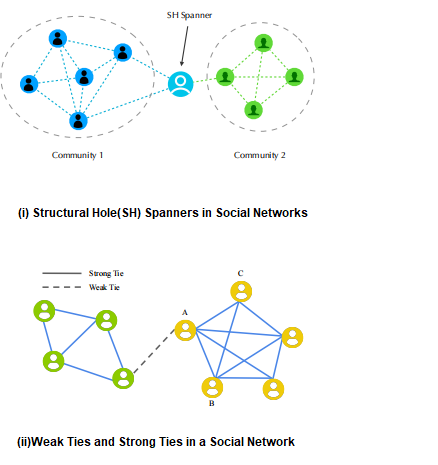 SH Spanner
Community 1
Community 2
(i) Structural Hole(SH) Spanners in Social Networks
Strong Tie
Weak Tie
C
A
B
(ii)Weak Ties and Strong Ties in a Social Network